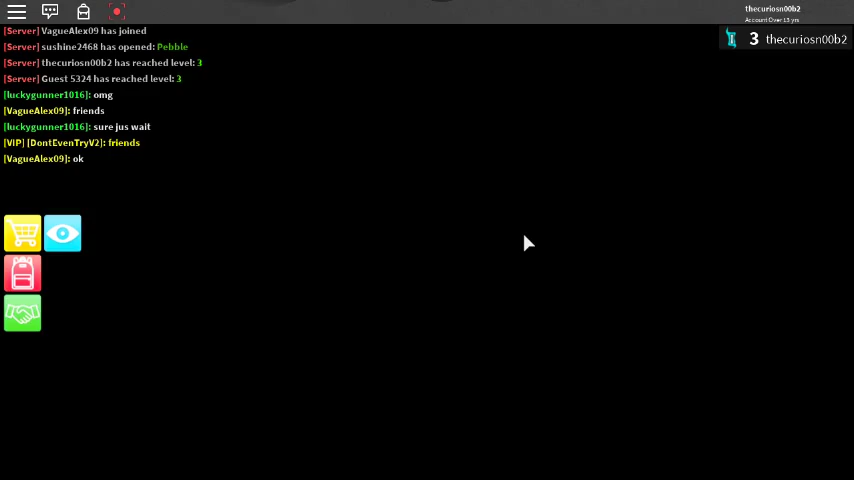 thecuriosn00b2
Account Over 13 yrs
3 thecuriosn00b2
[Server] VagueAlex09 has joined
[Server] sushine2468 has opened: Pebble
[Server] thecuriosn00b2 has reached level: 3
[Server] Guest 5324 has reached level: 3
[luckygunner1016]: omg
[VagueAlex09]: friends
[luckygunner1016]: sure jus wait
[VIP] [DontEvenTryV2]: friends
[VagueAlex09]: ok